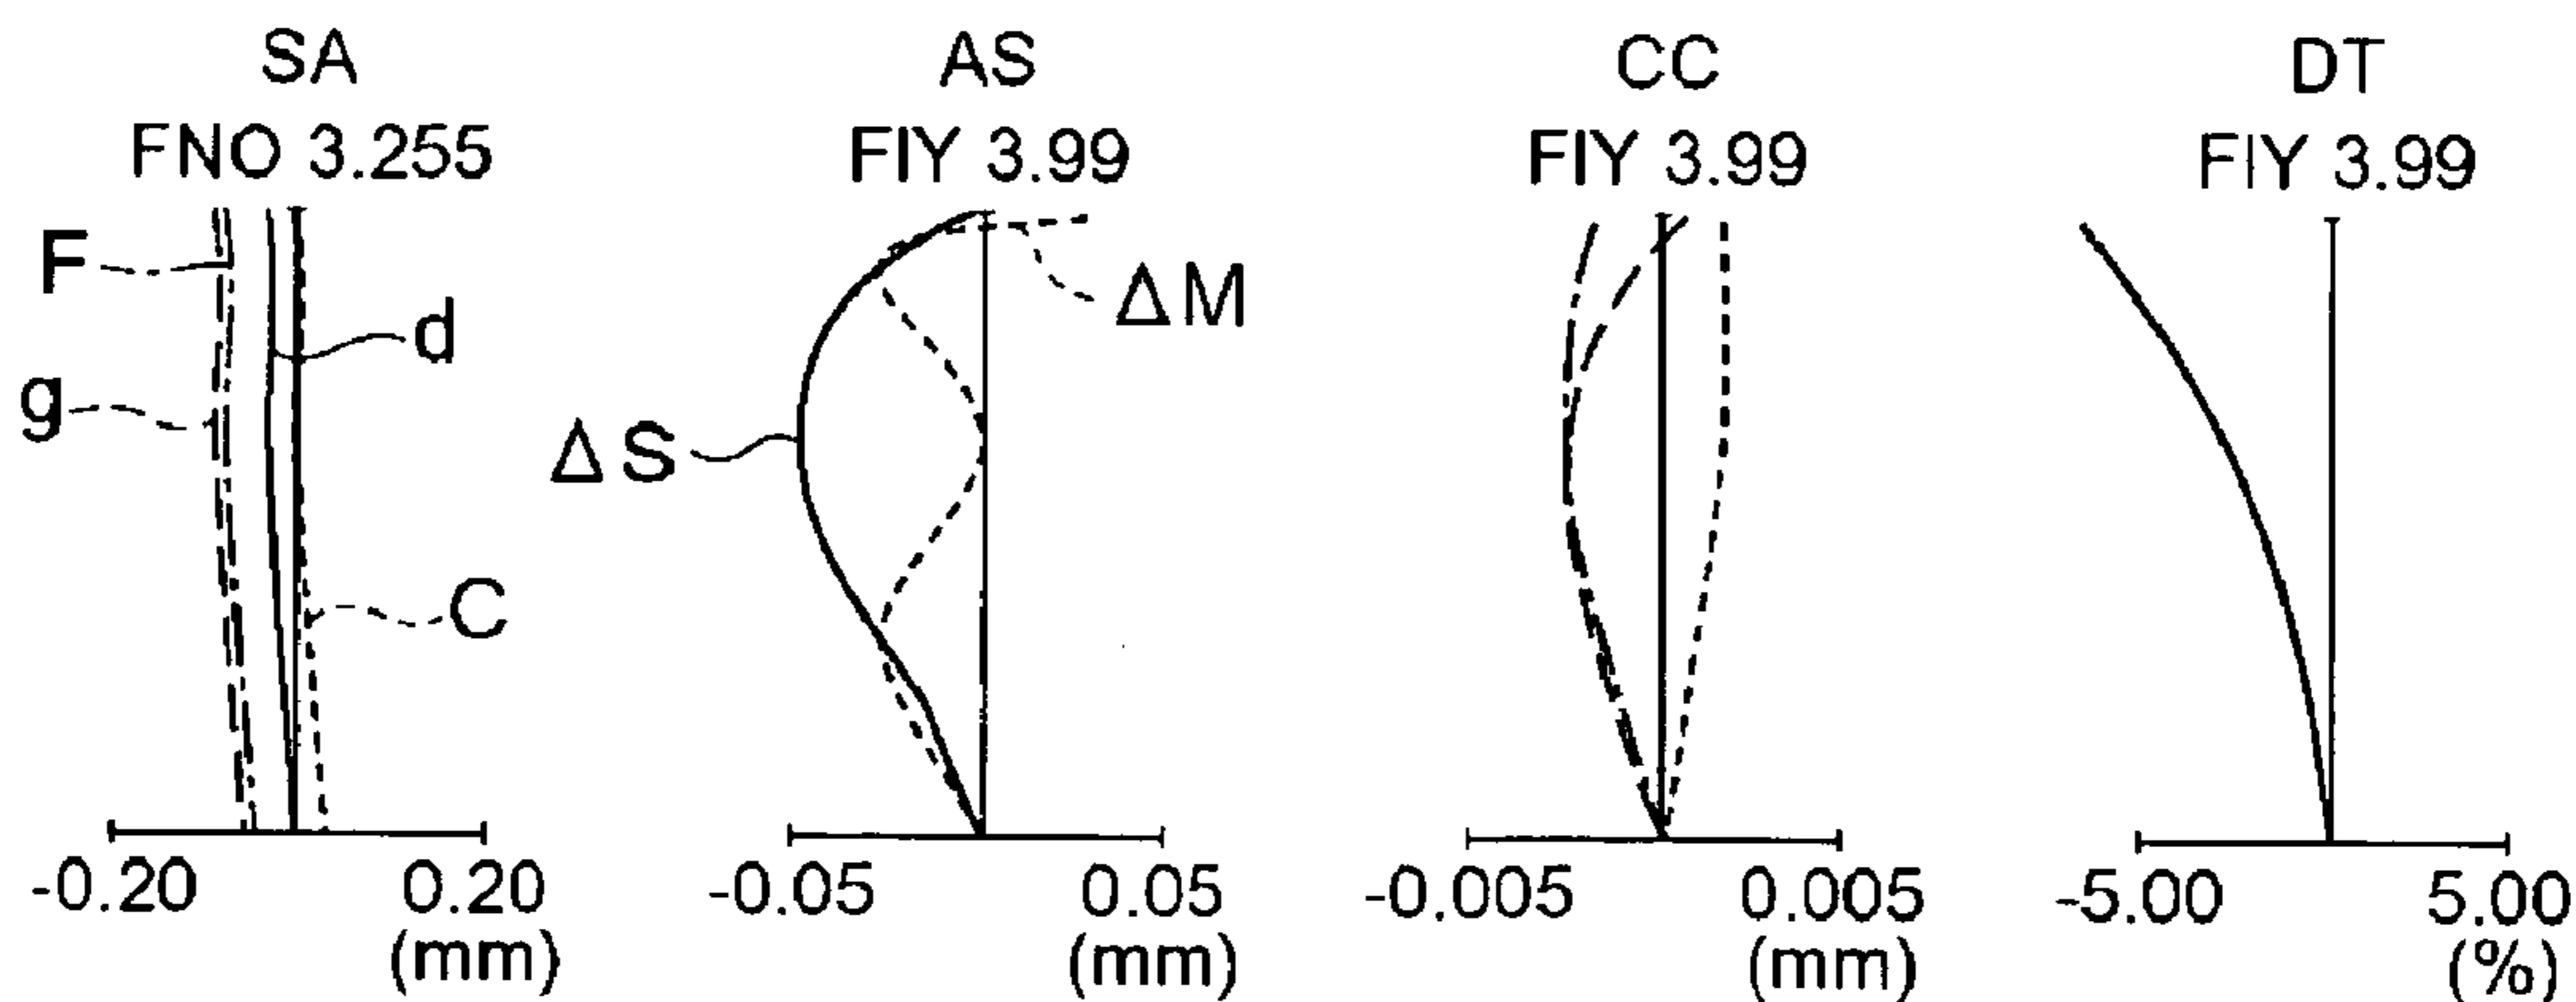 SA
FNO 3.255
F
d
g
C
-0.20
0.20
(mm)
AS
FIY 3.99
ΔM
ΔS
-0.05
0.05
(mm)
CC
FIY 3.99
-0.005
0.005
(mm)
DT
FIY 3.99
-5.00
5.00
(%)